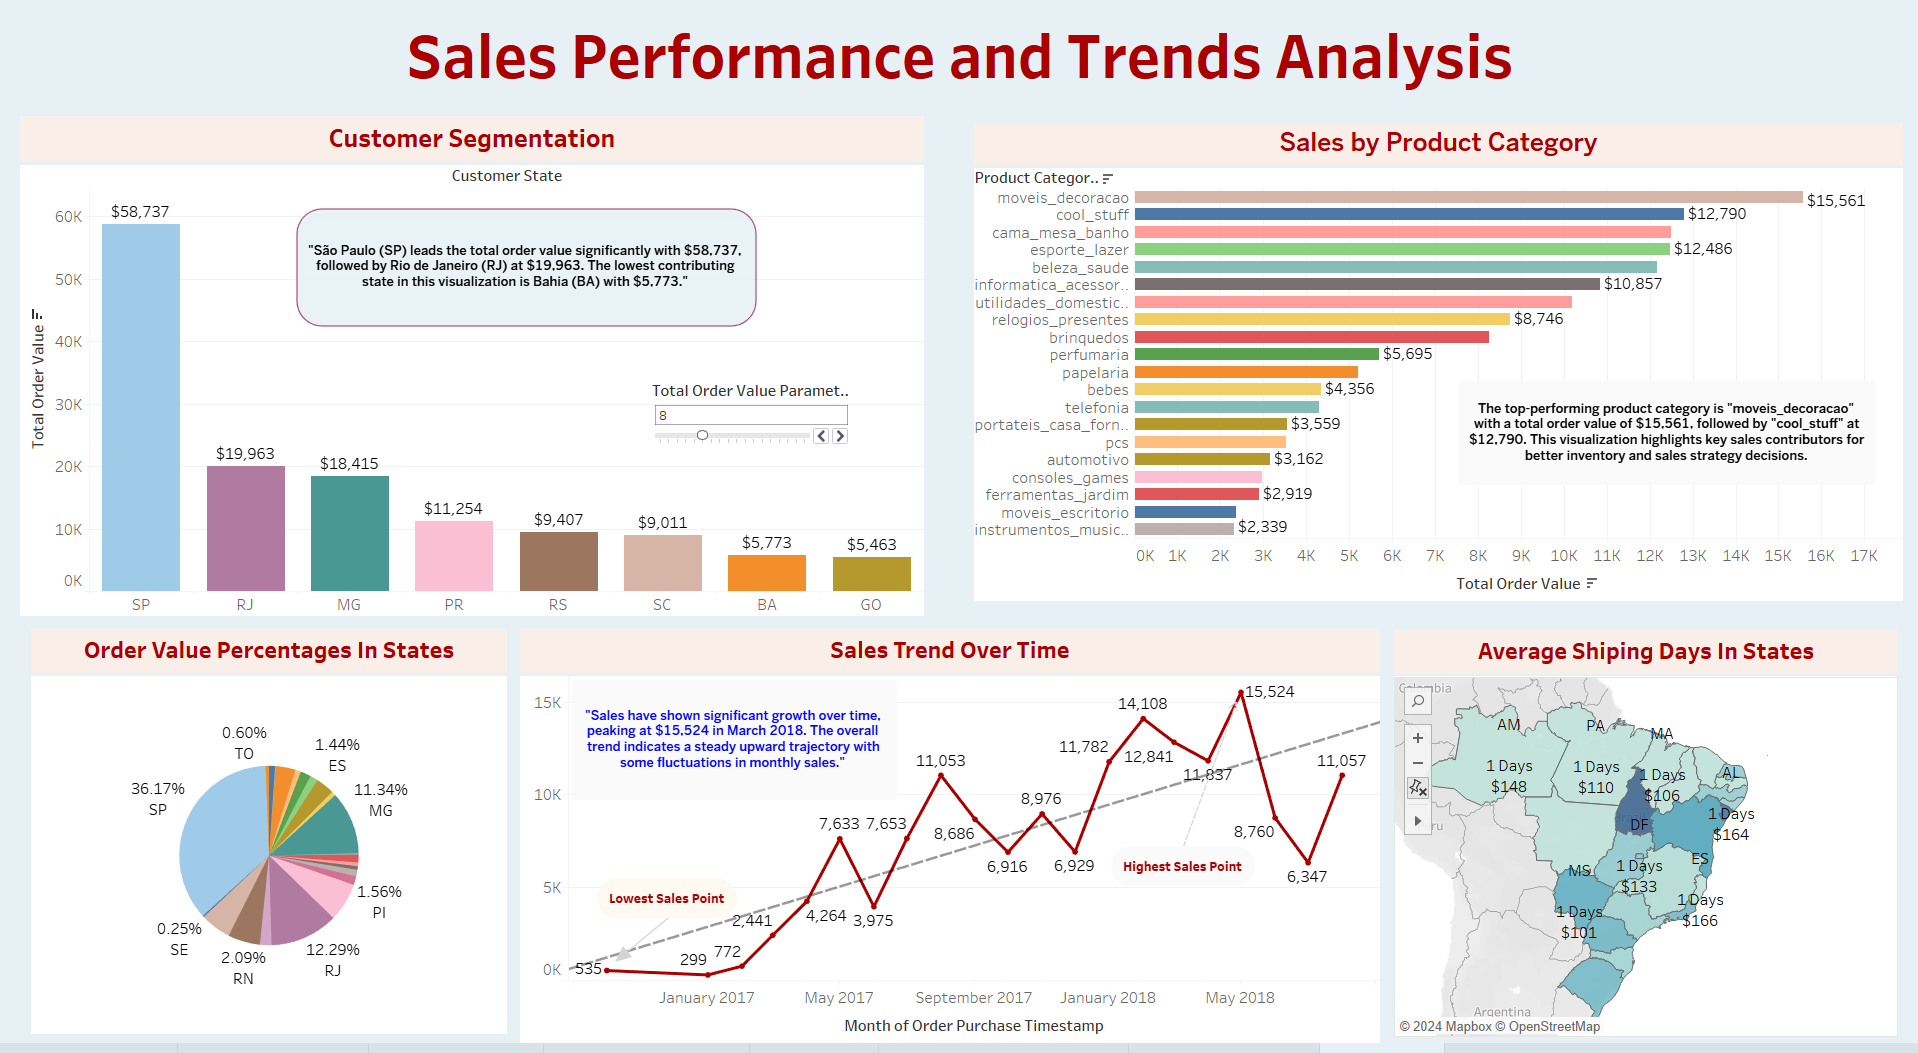 Sales Performance and Trends Analysis
Customer Segmentation
Customer State
Total Order Value
60K
50K
40K
30K
20K
10K
0K
$58,737
$19,963
$18,415
$11,254
$9,407
$9,011
$5,773
$5,463
SP
RJ
MG
PR
RS
SC
BA
GO
"São Paulo (SP) leads the total order value significantly with $58,737,
followed by Rio de Janeiro (RJ) at $19,963. The lowest contributing
state in this visualization is Bahia (BA) with $5,773."
Total Order Value Paramet..
8
Sales by Product Category
Product Categor..
moveis_decoracao
$15,561
cool_stuff
$12,790
cama_mesa_banho
esporte_lazer
$12,486
beleza_saude
informatica_acessor..
$10,857
utilidades_domestic..
relogios_presentes
$8,746
brinquedos
perfumaria
$5,695
papelaria
bebes
$4,356
telefonia
portateis_casa_forn..
$3,559
pcs
automotivo
$3,162
consoles_games
ferramentas_jardim
$2,919
moveis_escritorio
instrumentos_music..
$2,339
The top-performing product category is "moveis_decoracao"
with a total order value of $15,561, followed by "cool_stuff" at
$12,790. This visualization highlights key sales contributors for
better inventory and sales strategy decisions.
0K 1K 2K 3K 4K 5K 6K 7K 8K 9K 10K 11K 12K 13K 14K 15K 16K 17K
Total Order Value
Order Value Percentages In States
0.60%
TO
1.44%
ES
36.17%
SP
11.34%
MG
1.56%
PI
0.25%
SE
2.09%
RN
12.29%
RJ
Sales Trend Over Time
15K
10K
5K
0K
"Sales have shown significant growth over time,
peaking at $15,524 in March 2018. The overall
trend indicates a steady upward trajectory with
some fluctuations in monthly sales."
Lowest Sales Point
Highest Sales Point
535
299
772
2,441
4,264
7,633
3,975
7,653
11,053
8,686
6,916
8,976
6,929
11,782
14,108
12,841
11,837
15,524
8,760
6,347
11,057
January 2017
May 2017
September 2017
January 2018
May 2018
Month of Order Purchase Timestamp
Average Shiping Days In States
AM
PA
MA
AL
1 Days
$148
1 Days
$110
1 Days
$106
1 Days
$164
DF
ES
MS
1 Days
$133
1 Days
$166
1 Days
$101
Argentina
© 2024 Mapbox © OpenStreetMap